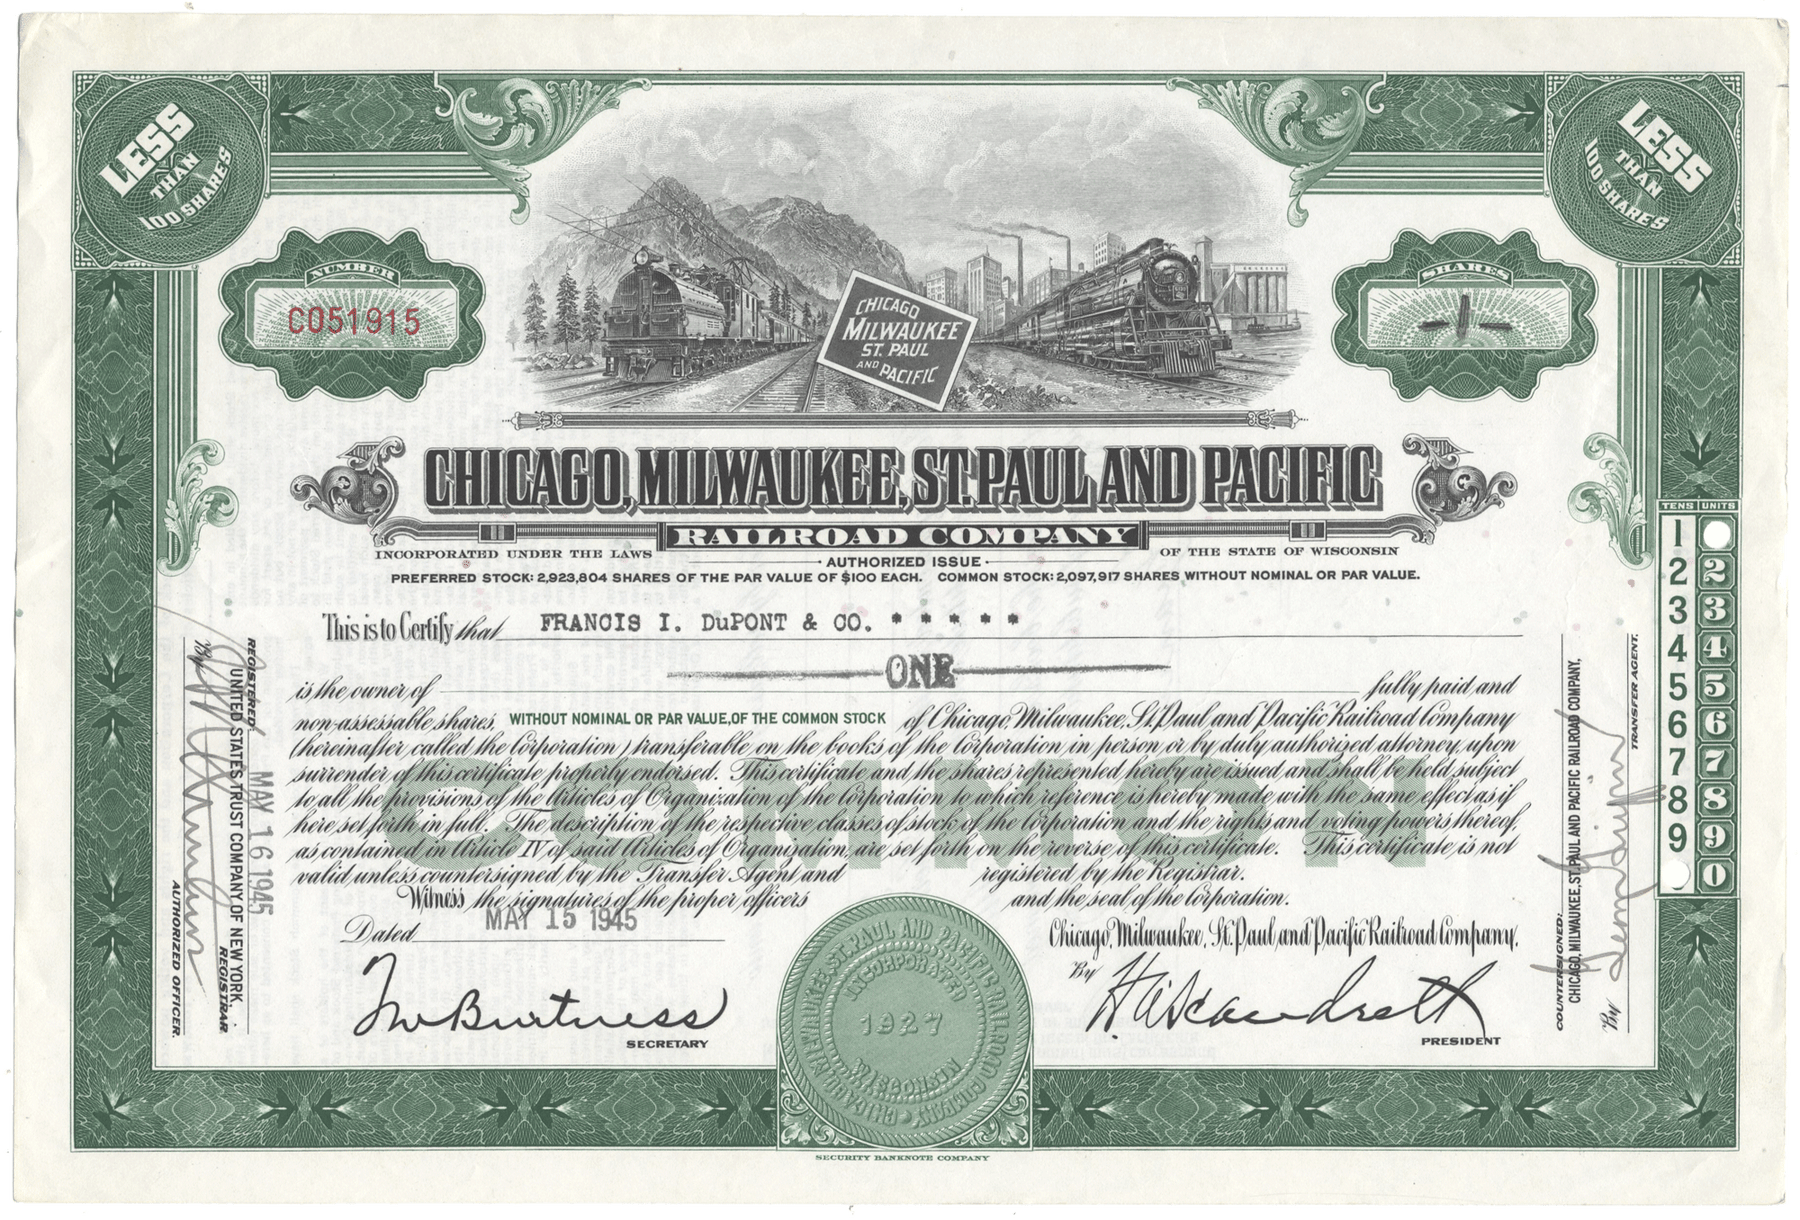 LESS
THAN
100 SHARES
LESS
THAN
100 SHARES
NUMBER
C051915
SHARES
-1-
CHICAGO
MILWAUKEE
ST. PAUL
AND PACIFIC
CHICAGO, MILWAUKEE, ST. PAUL AND PACIFIC
RAILROAD COMPANY
INCORPORATED UNDER THE LAWS OF THE STATE OF WISCONSIN
AUTHORIZED ISSUE
PREFERRED STOCK: 2,923,804 SHARES OF THE PAR VALUE OF $100 EACH. COMMON STOCK: 2,097,917 SHARES WITHOUT NOMINAL OR PAR VALUE.
This is to Certify that FRANCIS I. DuPONT & CO. * * * * *
ONE
is the owner of fully paid and
non-assessable shares WITHOUT NOMINAL OR PAR VALUE, OF THE COMMON STOCK of Chicago, Milwaukee, St. Paul and Pacific Railroad Company
(hereinafter called the Corporation) transferable on the books of the Corporation in person or by duly authorized attorney, upon
surrender of this certificate properly endorsed. This certificate and the shares represented hereby are issued and shall be held subject
to all the provisions of the Articles of Organization of the Corporation to which reference is hereby made with the same effect as if
here set forth in full. The description of the respective classes of stock of the Corporation and the rights and voting powers thereof,
as contained in Article IV of said Articles of Organization, are set forth on the reverse of this certificate. This certificate is not
valid unless countersigned by the Transfer Agent and registered by the Registrar.
COMMON
Witness the signatures of the proper officers and the seal of the Corporation.
Dated MAY 15 1945
Chicago, Milwaukee, St. Paul and Pacific Railroad Company,
By
SECRETARY
H A Scandrett
PRESIDENT
CHICAGO, MILWAUKEE, ST. PAUL AND PACIFIC RAILROAD COMPANY
INCORPORATED
1927
WISCONSIN
REGISTERED: MAY 16 1945
UNITED STATES TRUST COMPANY OF NEW YORK,
REGISTRAR
By
AUTHORIZED OFFICER.
COUNTERSIGNED:
CHICAGO, MILWAUKEE, ST. PAUL AND PACIFIC RAILROAD COMPANY,
By
TRANSFER AGENT.
TENS UNITS
1
2 2
3 3
4 4
5 5
6 6
7 7
8 8
9 9
0
SECURITY BANKNOTE COMPANY